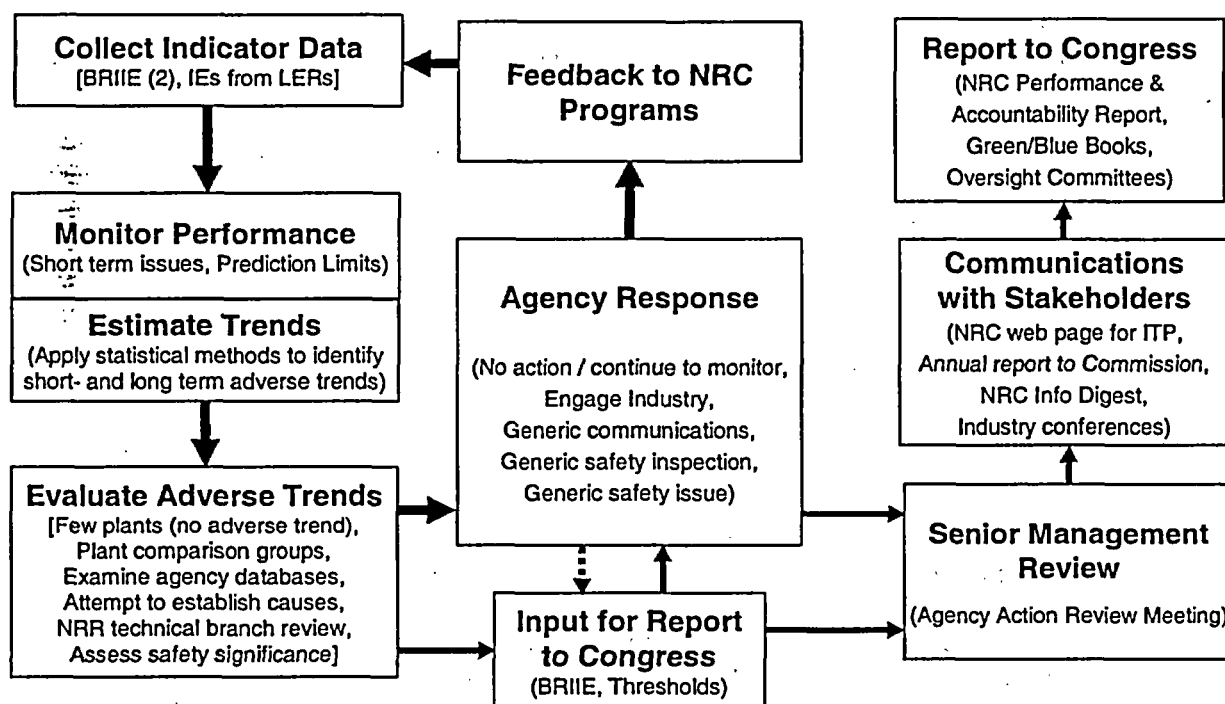 Collect Indicator Data
[BRIIE (2), IEs from LERs]
Monitor Performance
(Short term issues, Prediction Limits)
Estimate Trends
(Apply statistical methods to identify
short- and long term adverse trends)
Evaluate Adverse Trends
[Few plants (no adverse trend),
Plant comparison groups,
Examine agency databases,
Attempt to establish causes,
NRR technical branch review,
Assess safety significance]
Feedback to NRC
Programs
Agency Response
(No action / continue to monitor,
Engage Industry,
Generic communications,
Generic safety inspection,
Generic safety issue)
Input for Report
to Congress
(BRIIE, Thresholds)
Report to Congress
(NRC Performance &
Accountability Report,
Green/Blue Books,
Oversight Committees)
Communications
with Stakeholders
(NRC web page for ITP,
Annual report to Commission,
NRC Info Digest,
Industry conferences)
Senior Management
Review
(Agency Action Review Meeting)